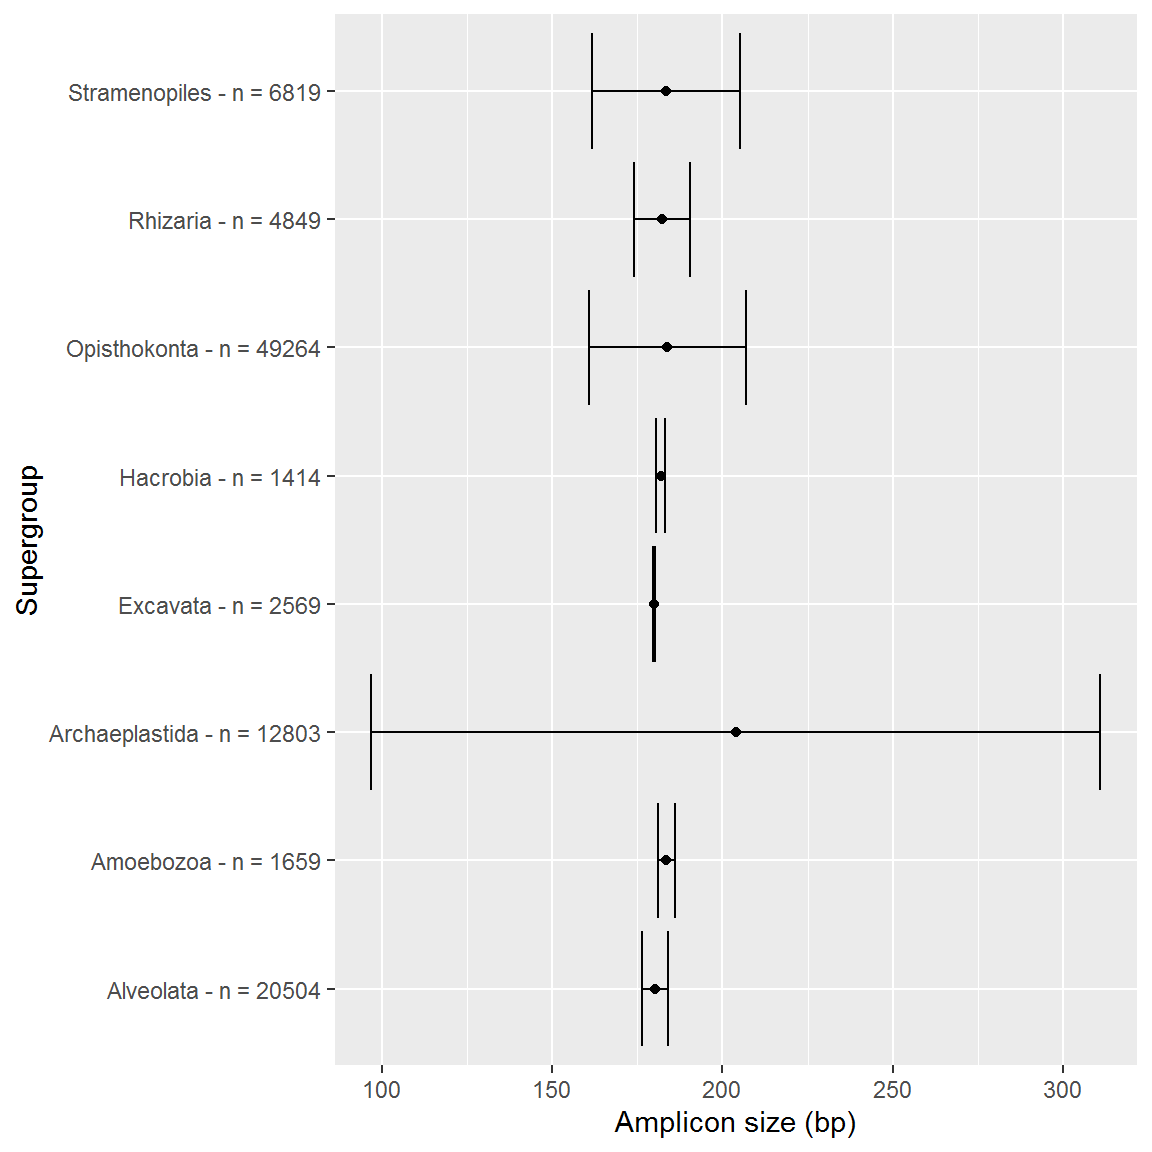 Supergroup
Stramenopiles - n = 6819
Rhizaria - n = 4849
Opisthokonta - n = 49264
Hacrobia - n = 1414
Excavata - n = 2569
Archaeplastida - n = 12803
Amoebozoa - n = 1659
Alveolata - n = 20504
100 150 200 250 300
Amplicon size (bp)